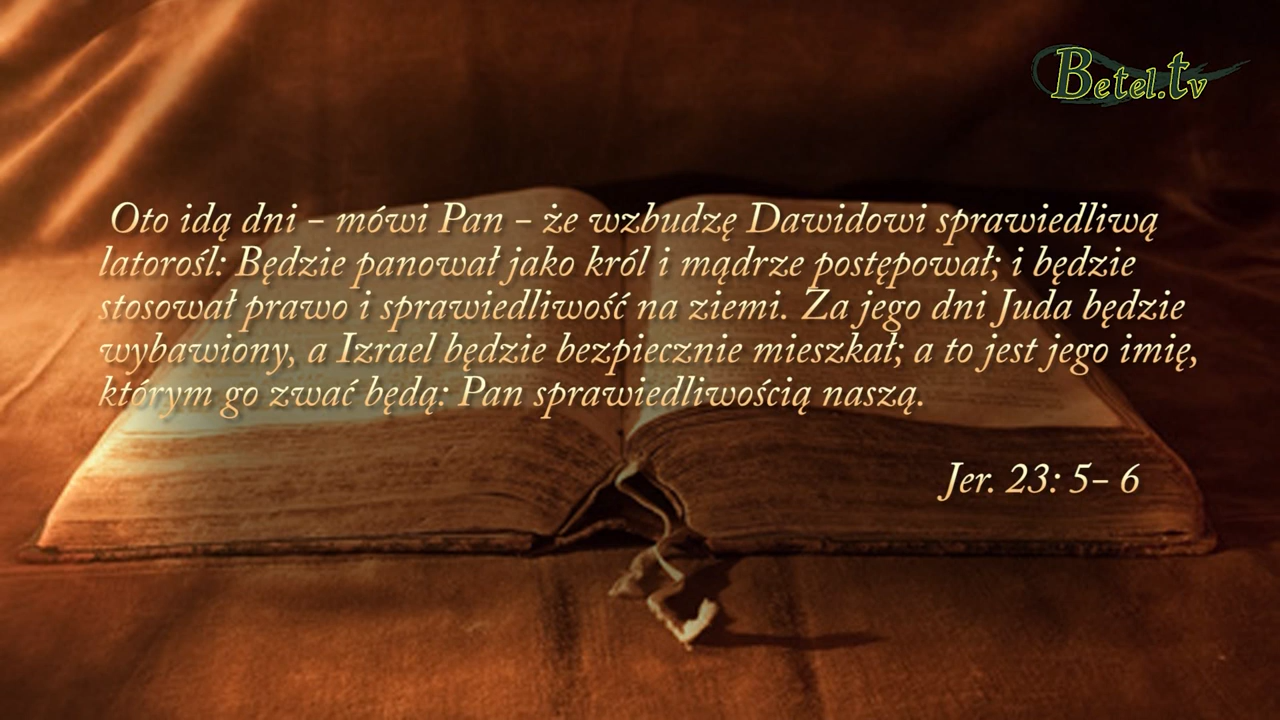 Betel.tv
Oto idą dni – mówi Pan – że wzbudzę Dawidowi sprawiedliwą
latorośl: Będzie panował jako król i mądrze postępował; i będzie
stosował prawo i sprawiedliwość na ziemi. Za jego dni Juda będzie
wybawiony, a Izrael będzie bezpiecznie mieszkał; a to jest jego imię,
którym go zwać będą: Pan sprawiedliwością naszą.
Jer. 23: 5– 6